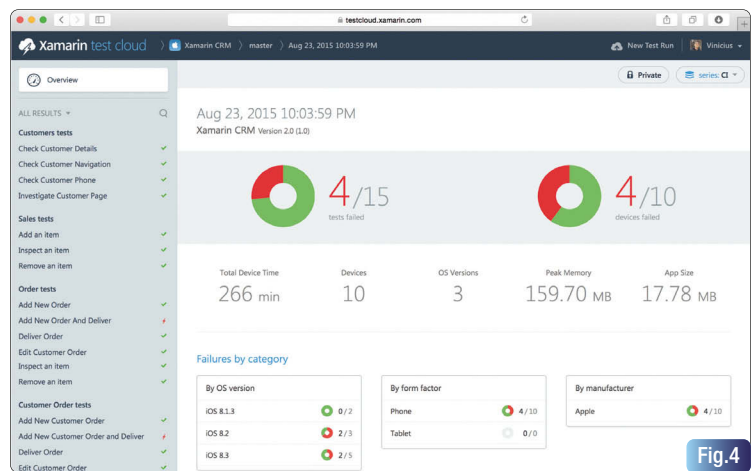 testcloud.xamarin.com
Xamarin test cloud
Xamarin CRM
master
Aug 23, 2015 10:03:59 PM
New Test Run
Vinicius
Overview
Private
series: CI
ALL RESULTS
Customers tests
Check Customer Details
Check Customer Navigation
Check Customer Phone
Investigate Customer Page
Sales tests
Add an item
Inspect an item
Remove an item
Order tests
Add New Order
Add New Order And Deliver
Deliver Order
Edit Customer Order
Inspect an item
Remove an item
Customer Order tests
Add New Customer Order
Add New Customer Order and Deliver
Deliver Order
Edit Customer Order
Aug 23, 2015 10:03:59 PM
Xamarin CRM Version 2.0 (1.0)
4/15
tests failed
4/10
devices failed
Total Device Time
266 min
Devices
10
OS Versions
3
Peak Memory
159.70 MB
App Size
17.78 MB
Failures by category
By OS version
iOS 8.1.3 0/2
iOS 8.2 2/3
iOS 8.3 2/5
By form factor
Phone 4/10
Tablet 0/0
By manufacturer
Apple 4/10
Fig.4